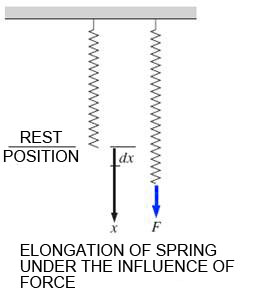 REST
POSITION
dx
x
F
ELONGATION OF SPRING
UNDER THE INFLUENCE OF
FORCE